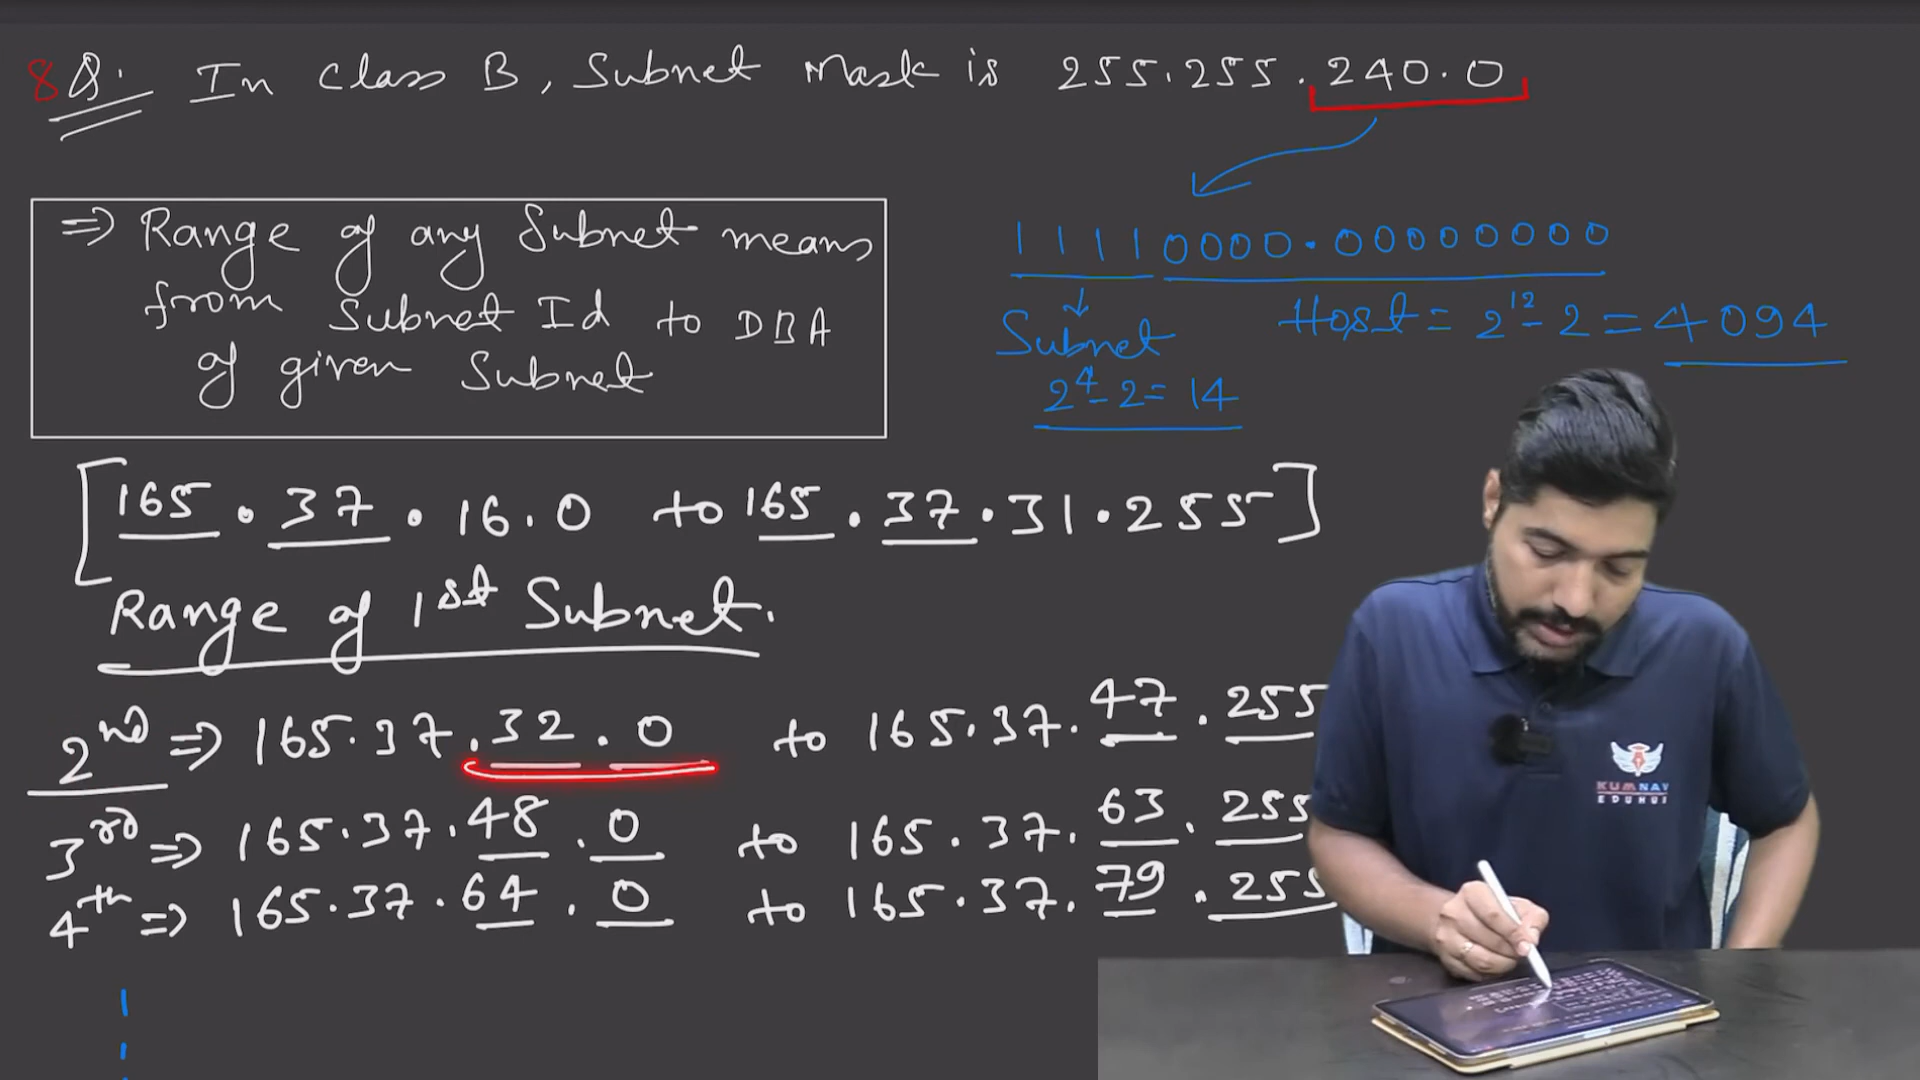 8Q. In Class B, Subnet Mask is 255.255.240.0
⇒ Range of any Subnet means
from Subnet Id to DBA
of given Subnet
11110000.00000000
Subnet
2⁴-2=14
Host = 2¹²-2 = 4094
[165.37.16.0 to 165.37.31.255]
Range of 1st Subnet.
2nd ⇒ 165.37.32.0 to 165.37.47.255
3rd ⇒ 165.37.48.0 to 165.37.63.255
4th ⇒ 165.37.64.0 to 165.37.79.255
KUMNAV
EDUHUB